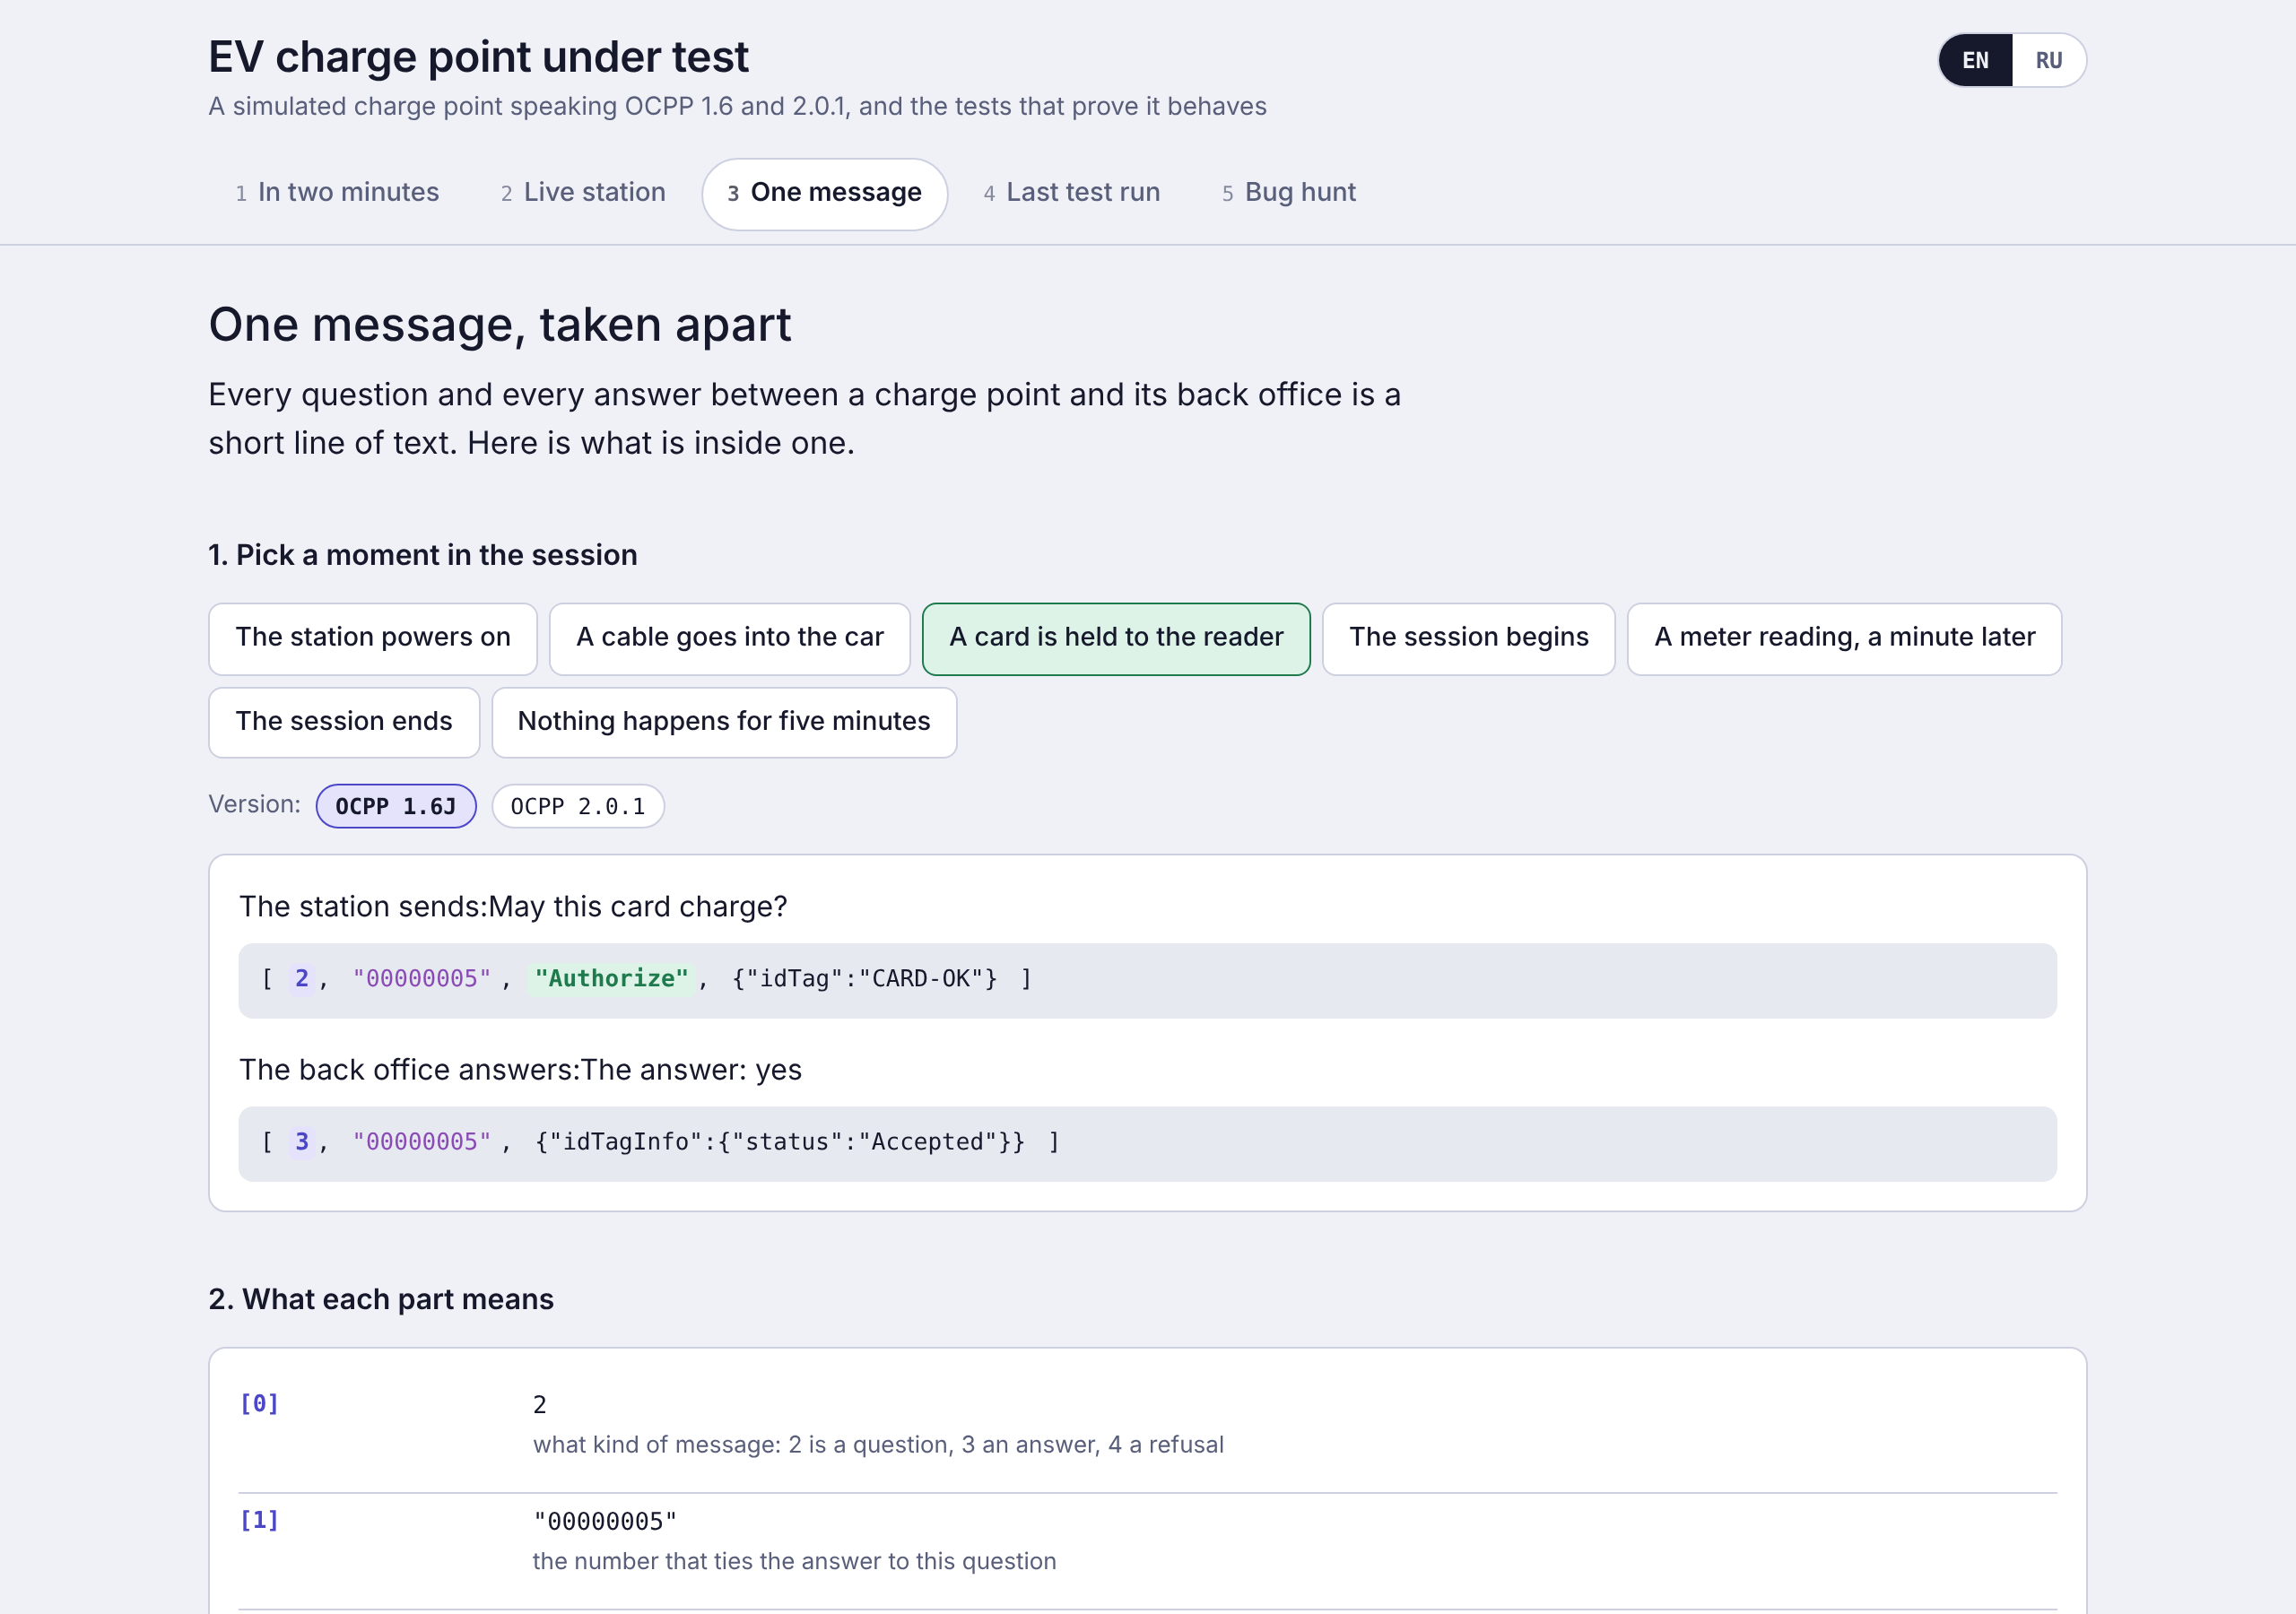 EV charge point under test
EN RU
A simulated charge point speaking OCPP 1.6 and 2.0.1, and the tests that prove it behaves
1 In two minutes 2 Live station 3 One message 4 Last test run 5 Bug hunt
One message, taken apart
Every question and every answer between a charge point and its back office is a
short line of text. Here is what is inside one.
1. Pick a moment in the session
The station powers on A cable goes into the car A card is held to the reader The session begins A meter reading, a minute later
The session ends Nothing happens for five minutes
Version: OCPP 1.6J OCPP 2.0.1
The station sends:May this card charge?
[ 2, "00000005", "Authorize", {"idTag":"CARD-OK"} ]
The back office answers:The answer: yes
[ 3, "00000005", {"idTagInfo":{"status":"Accepted"}} ]
2. What each part means
[0] 2
what kind of message: 2 is a question, 3 an answer, 4 a refusal
[1] "00000005"
the number that ties the answer to this question